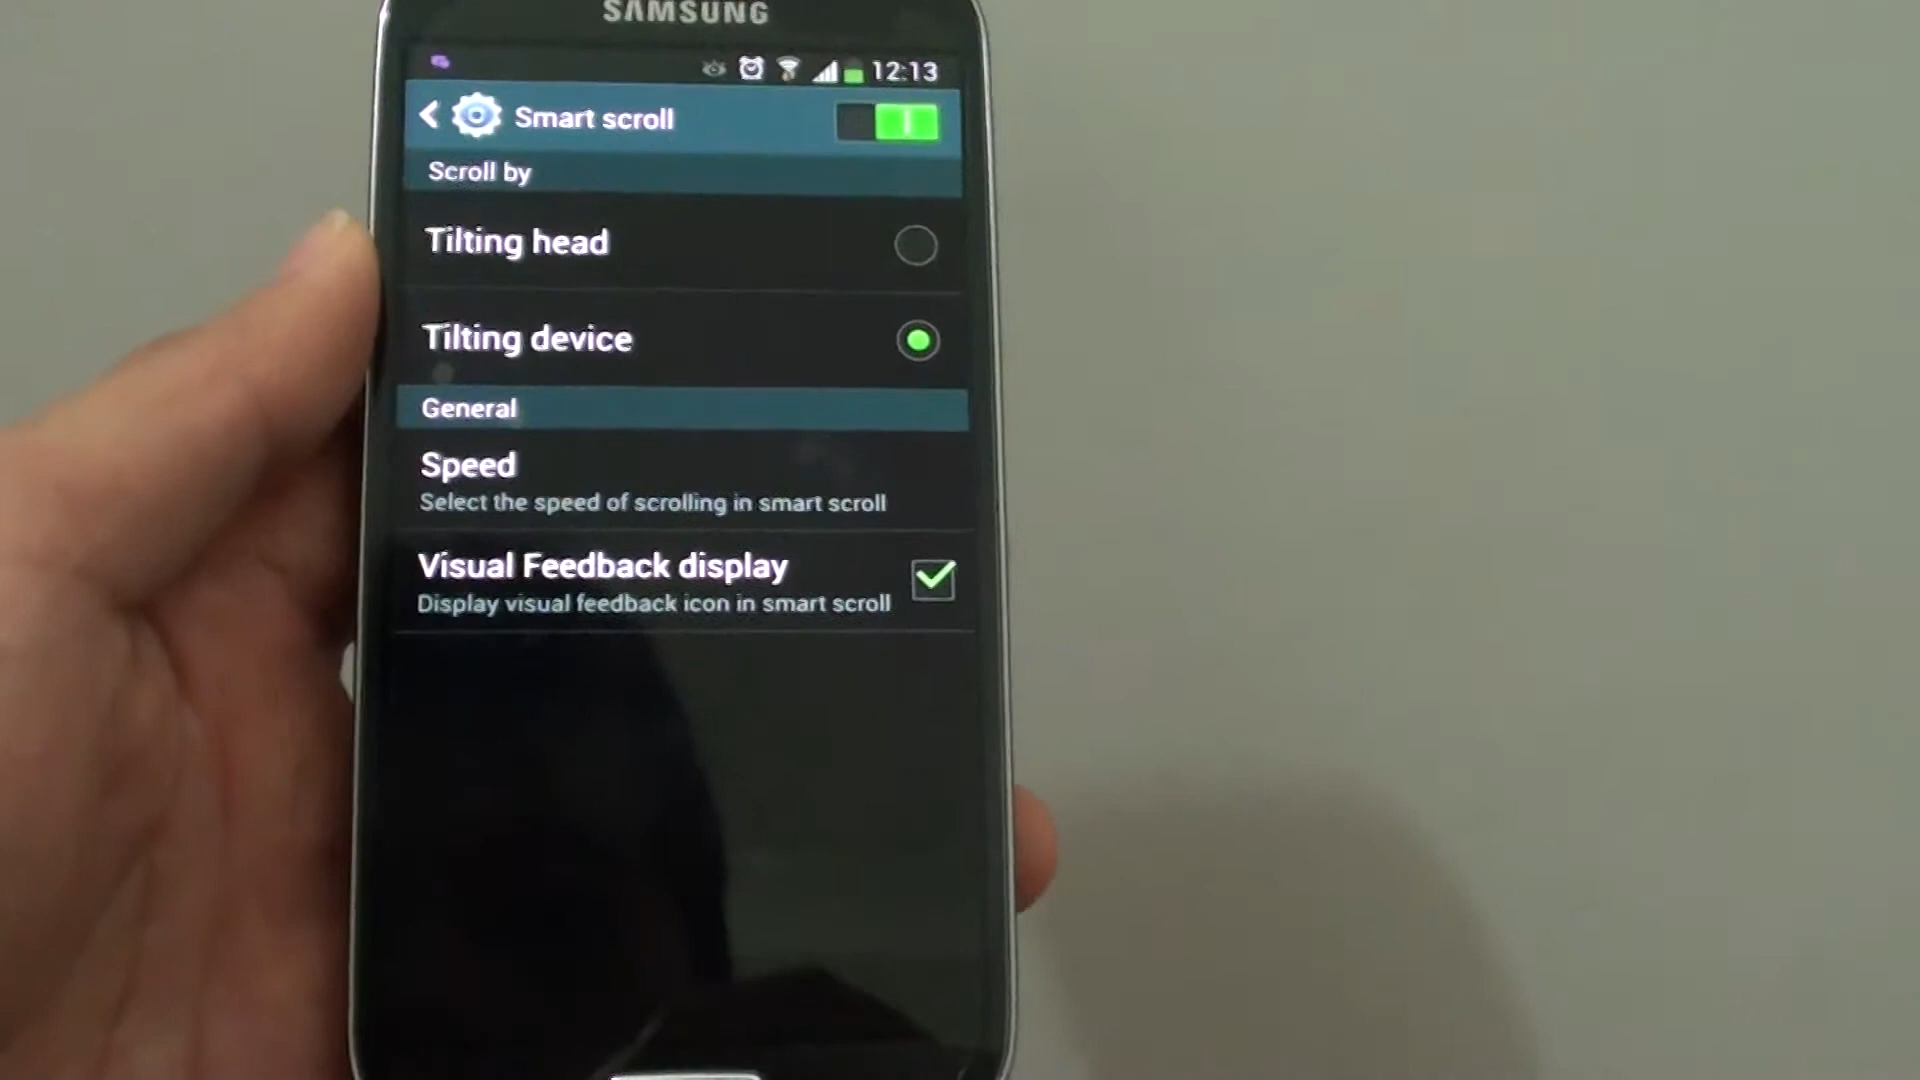 SAMSUNG
12:13
Smart scroll
Scroll by
Tilting head
Tilting device
General
Speed
Select the speed of scrolling in smart scroll
Visual Feedback display
Display visual feedback icon in smart scroll